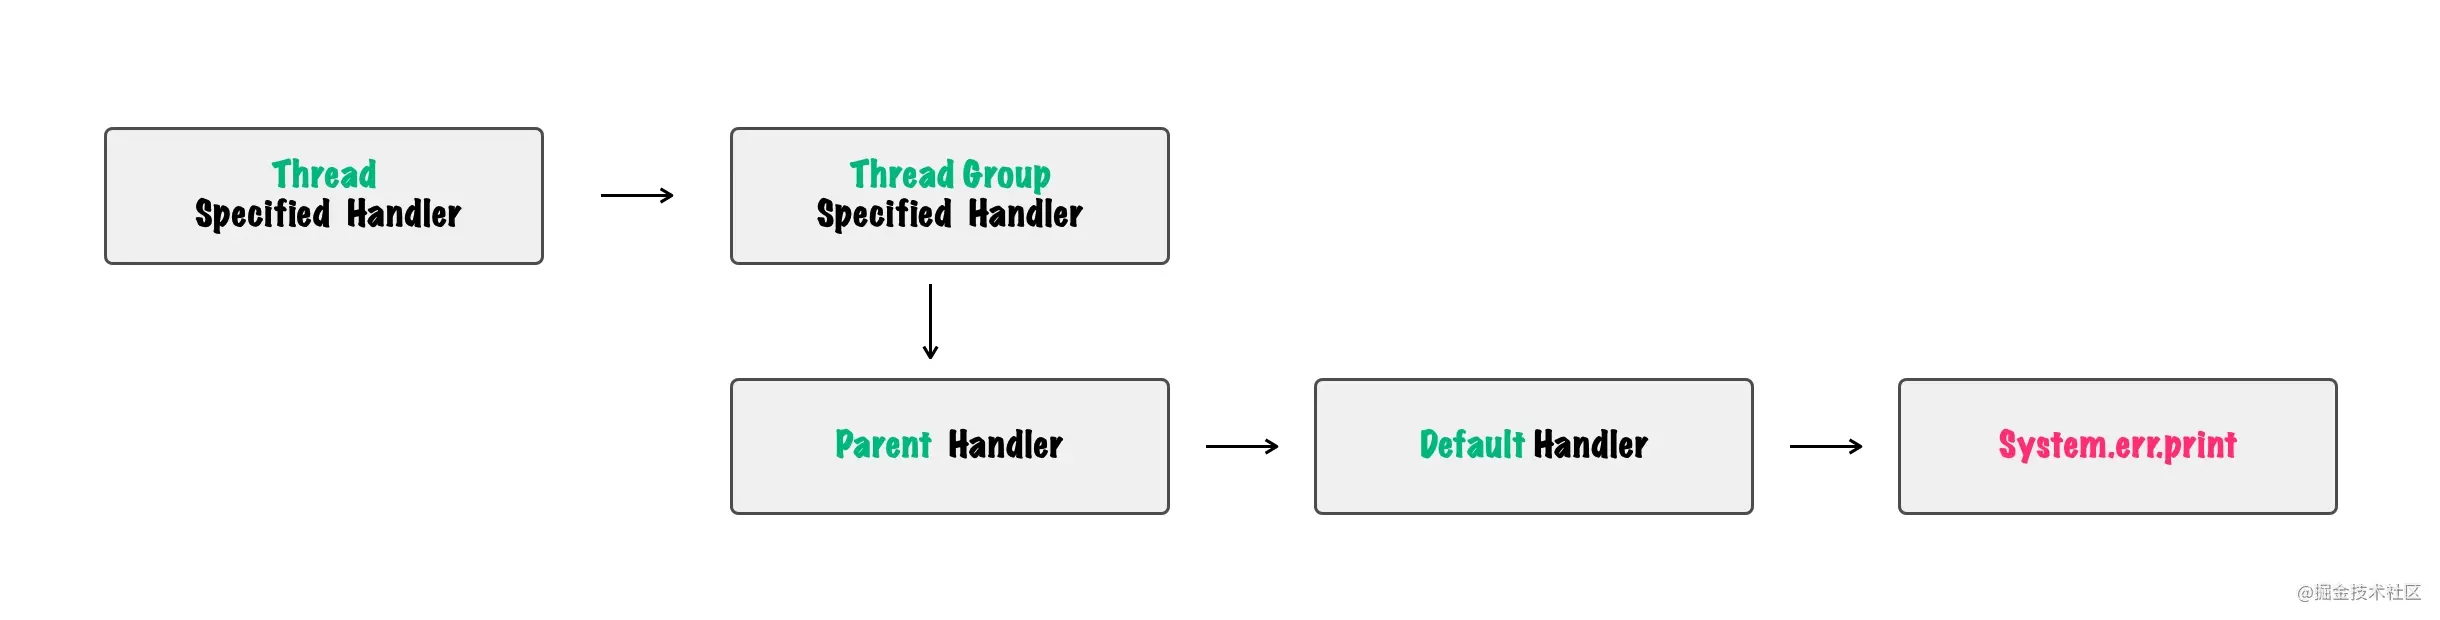 Thread
Specified Handler
Thread Group
Specified Handler
Parent Handler
Default Handler
System.err.print
@掘金技术社区